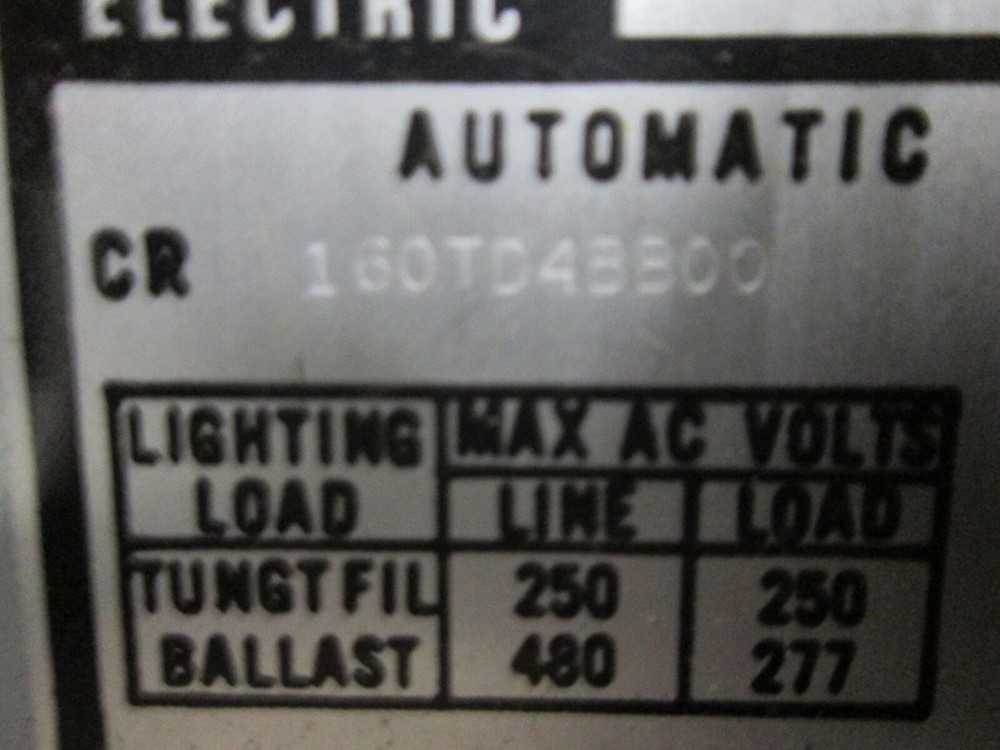 ELECTRIC
AUTOMATIC
CR 160TD4BB00
LIGHTING LOAD
MAX AC VOLTS
LINE LOAD
TUNGT FIL 250 250
BALLAST 480 277